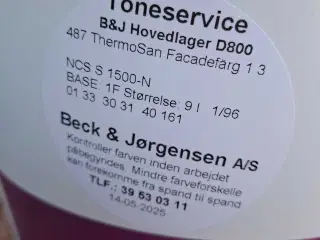 Toneservice
B&J Hovedlager D800
487 ThermoSan Facadefärg 1 3
NCS S 1500-N
BASE: 1F Størrelse: 9 l 1/96
01 33 30 31 40 161
Beck & Jørgensen A/S
Kontroller farven inden arbejdet
påbegyndes. Mindre farveforskelle
kan forekomme fra spand til spand
TLF.: 39 53 03 11
14-05-2025